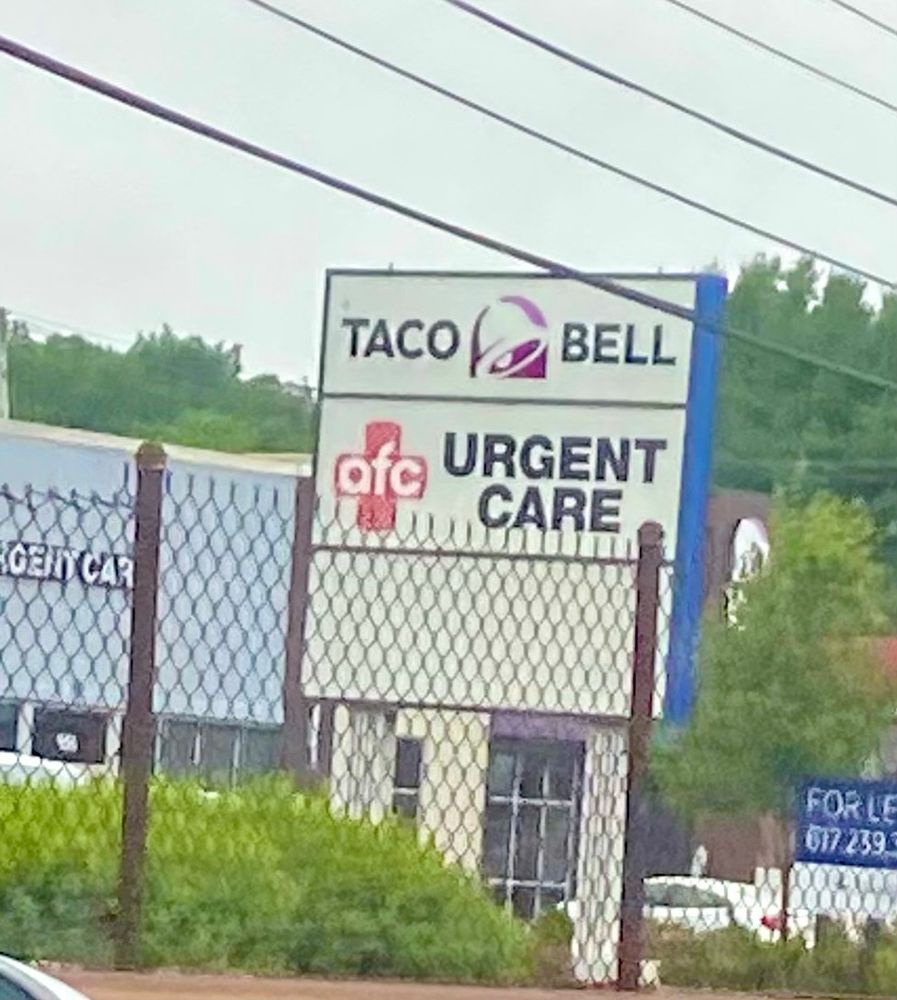 TACO BELL
afc
URGENT
CARE
RGENT CAR
FOR LE
617.239.